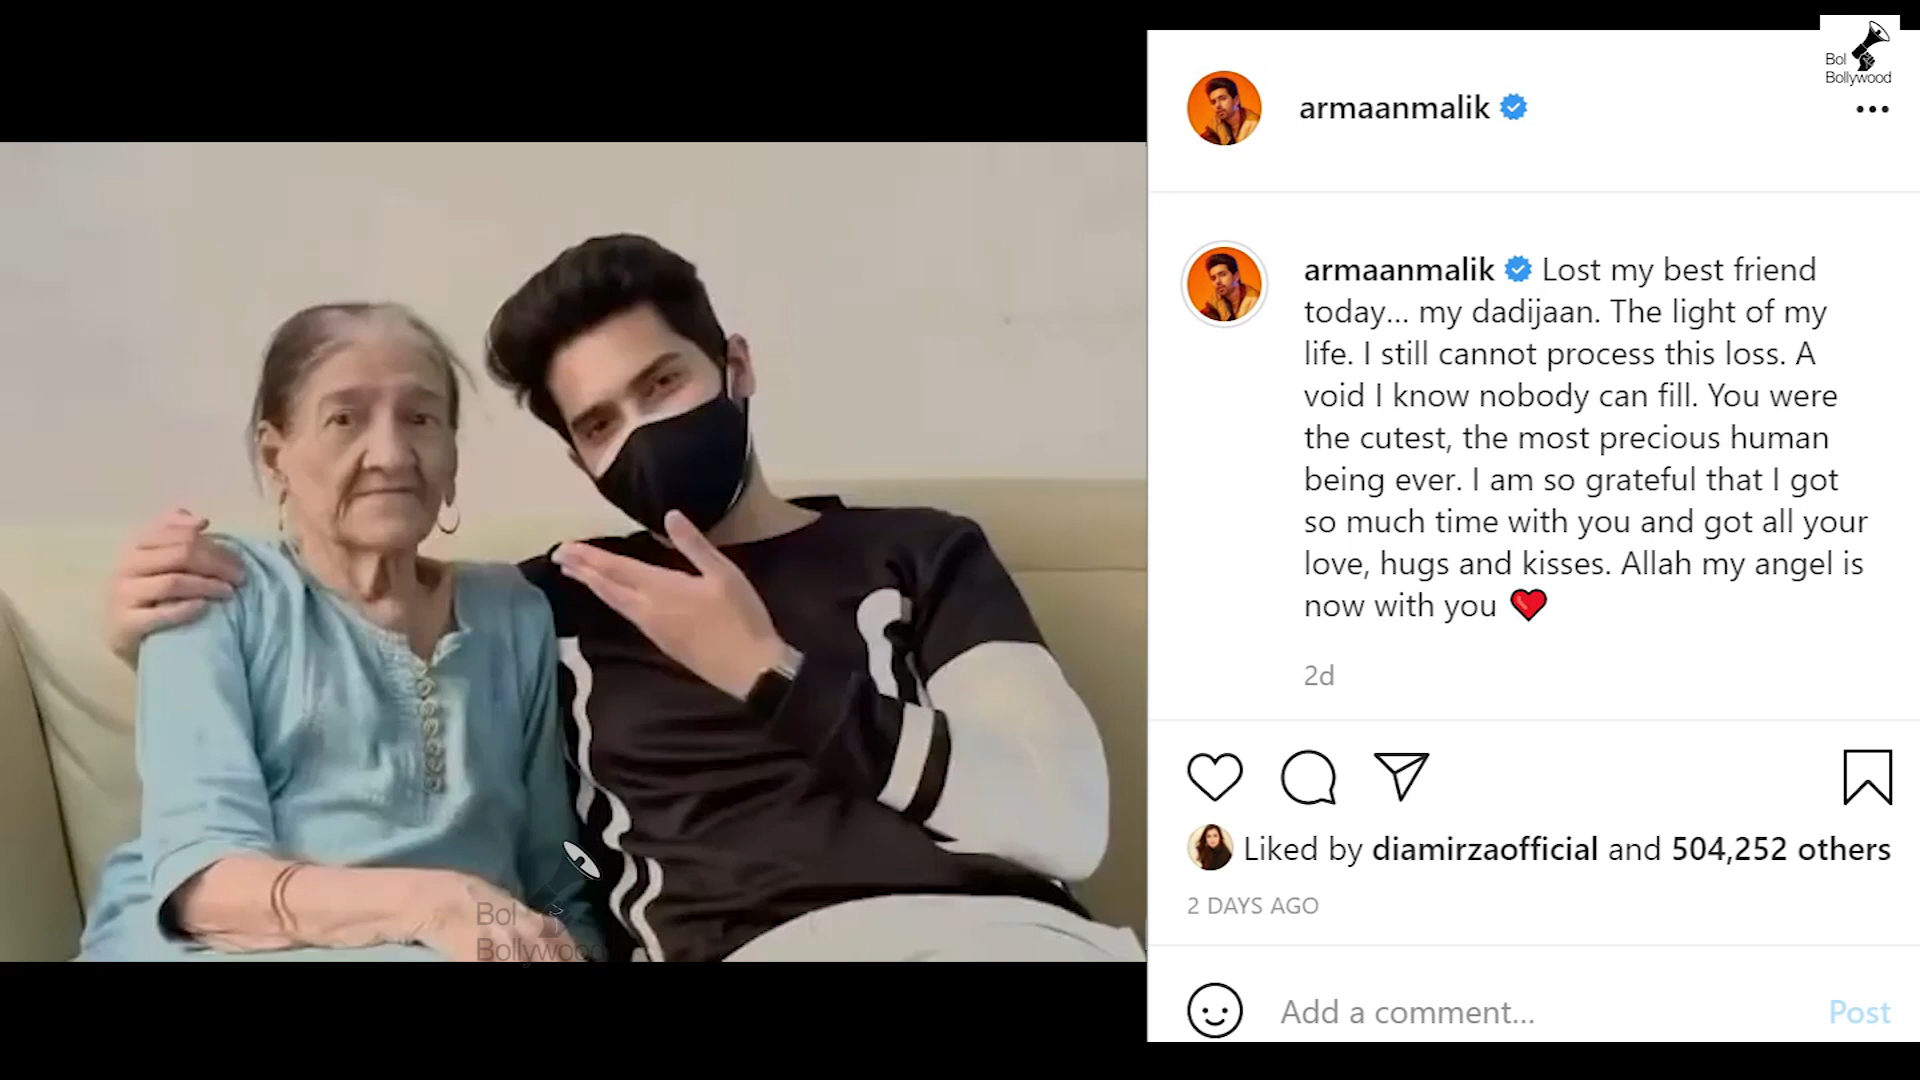 Bol
Bollywood
armaanmalik
armaanmalik Lost my best friend
today... my dadijaan. The light of my
life. I still cannot process this loss. A
void I know nobody can fill. You were
the cutest, the most precious human
being ever. I am so grateful that I got
so much time with you and got all your
love, hugs and kisses. Allah my angel is
now with you ❤️
2d
Liked by diamirzaofficial and 504,252 others
2 DAYS AGO
Add a comment...
Post
Bol
Bollywood